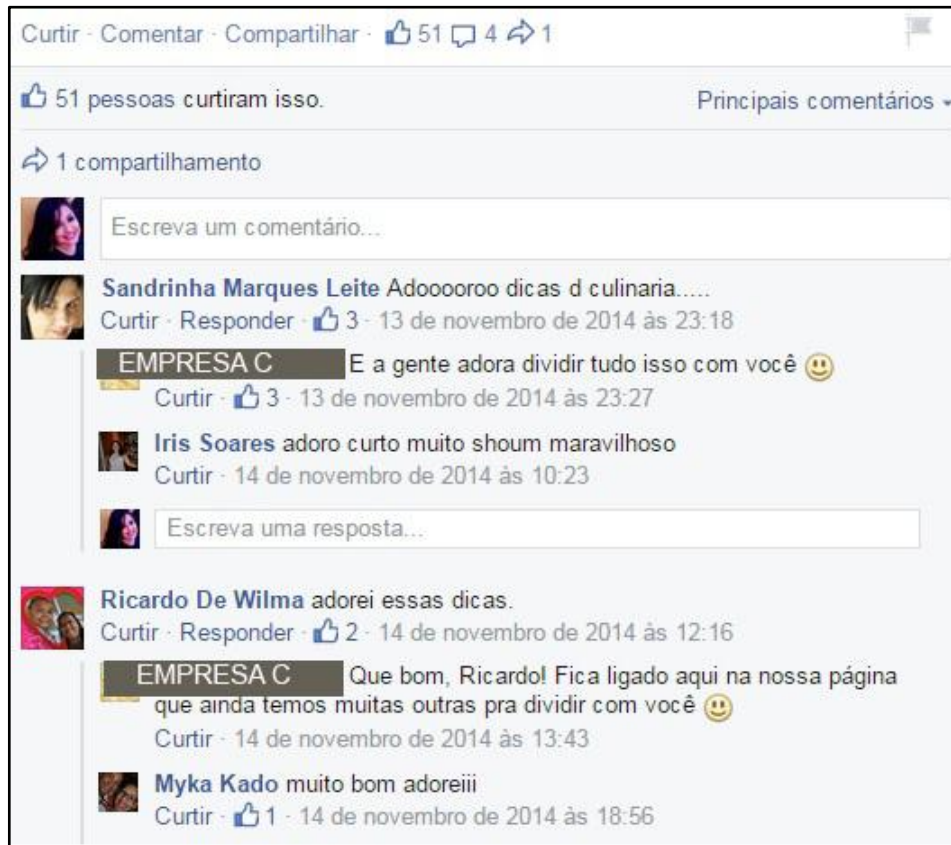 Curtir · Comentar · Compartilhar · 51 4 1
51 pessoas curtiram isso. Principais comentários
1 compartilhamento
Escreva um comentário...
Sandrinha Marques Leite Adooooroo dicas d culinaria.....
Curtir · Responder · 3 · 13 de novembro de 2014 às 23:18
EMPRESA C E a gente adora dividir tudo isso com você
Curtir · 3 · 13 de novembro de 2014 às 23:27
Iris Soares adoro curto muito shoum maravilhoso
Curtir · 14 de novembro de 2014 às 10:23
Escreva uma resposta...
Ricardo De Wilma adorei essas dicas.
Curtir · Responder · 2 · 14 de novembro de 2014 às 12:16
EMPRESA C Que bom, Ricardo! Fica ligado aqui na nossa página
que ainda temos muitas outras pra dividir com você
Curtir · 14 de novembro de 2014 às 13:43
Myka Kado muito bom adoreiii
Curtir · 1 · 14 de novembro de 2014 às 18:56